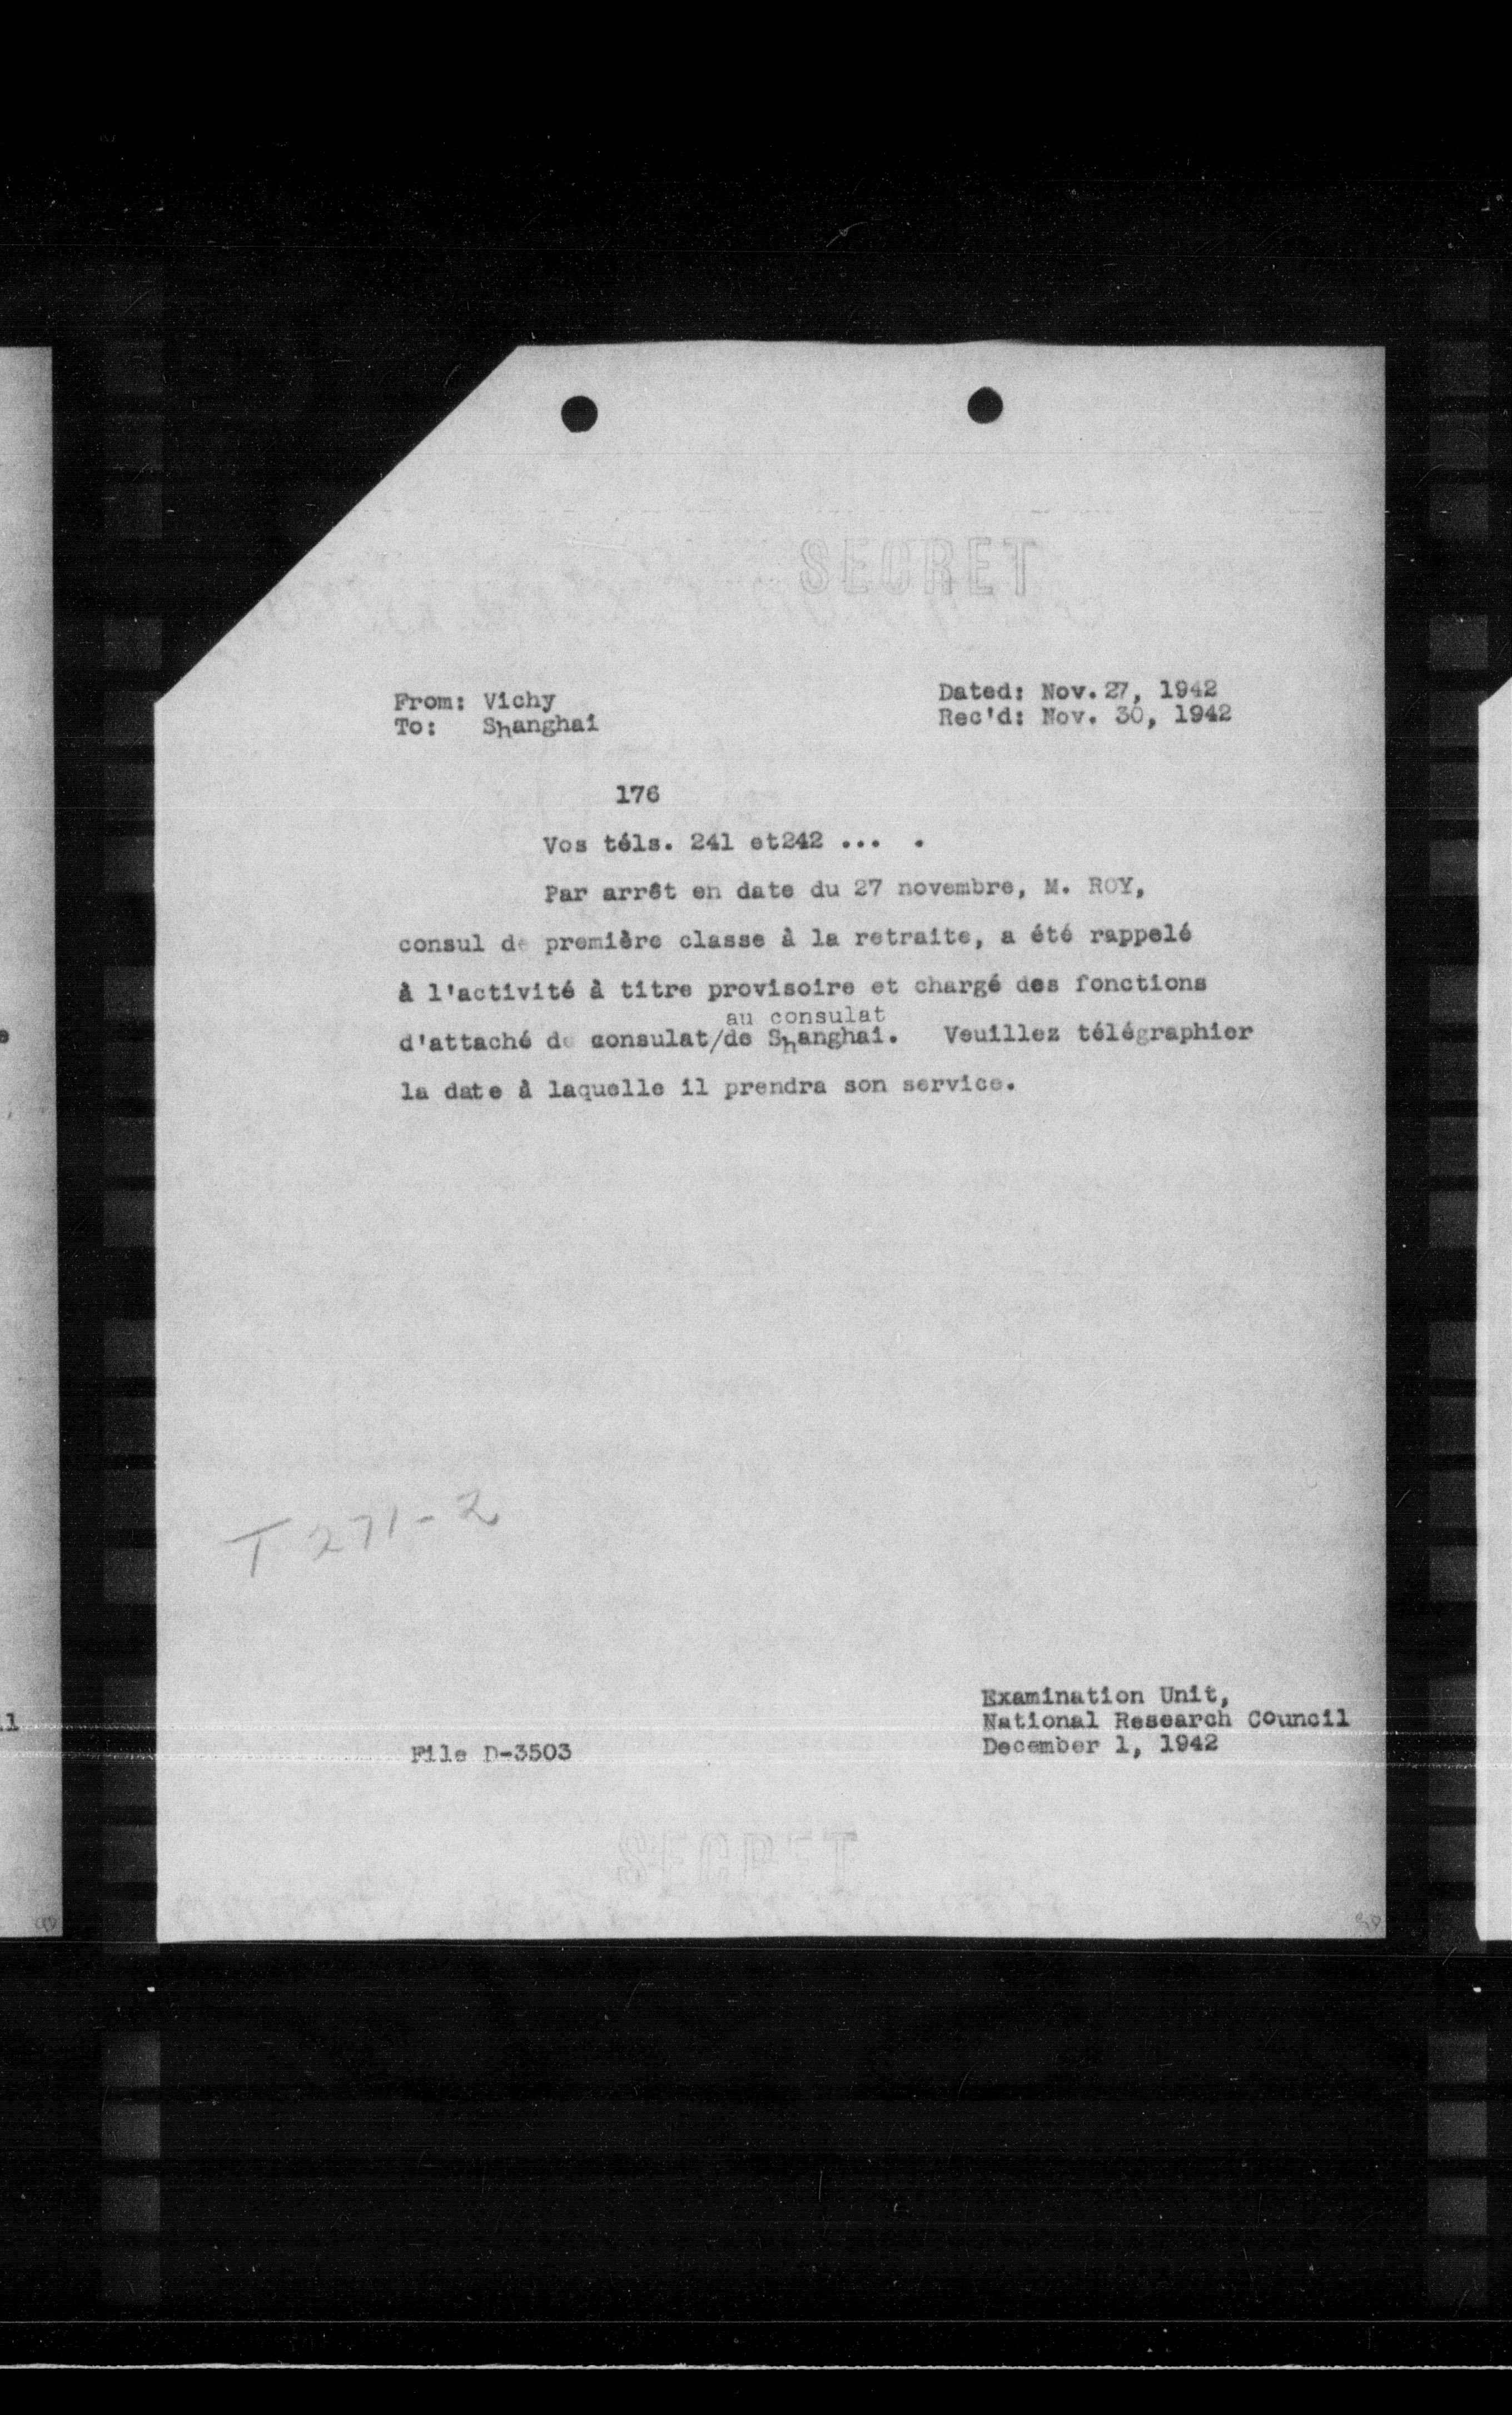 SECRET
From: Vichy
To: Shanghai
Dated: Nov. 27, 1942
Rec'd: Nov. 30, 1942
176
Vos téls. 241 et242 ... .
Par arrêt en date du 27 novembre, M. ROY,
consul de première classe à la retraite, a été rappelé
à l'activité à titre provisoire et chargé des fonctions
au consulat
d'attaché de consulat/de Shanghai. Veuillez télégraphier
la date à laquelle il prendra son service.
T 271-2
Examination Unit,
National Research Council
December 1, 1942
File D-3503
SECRET